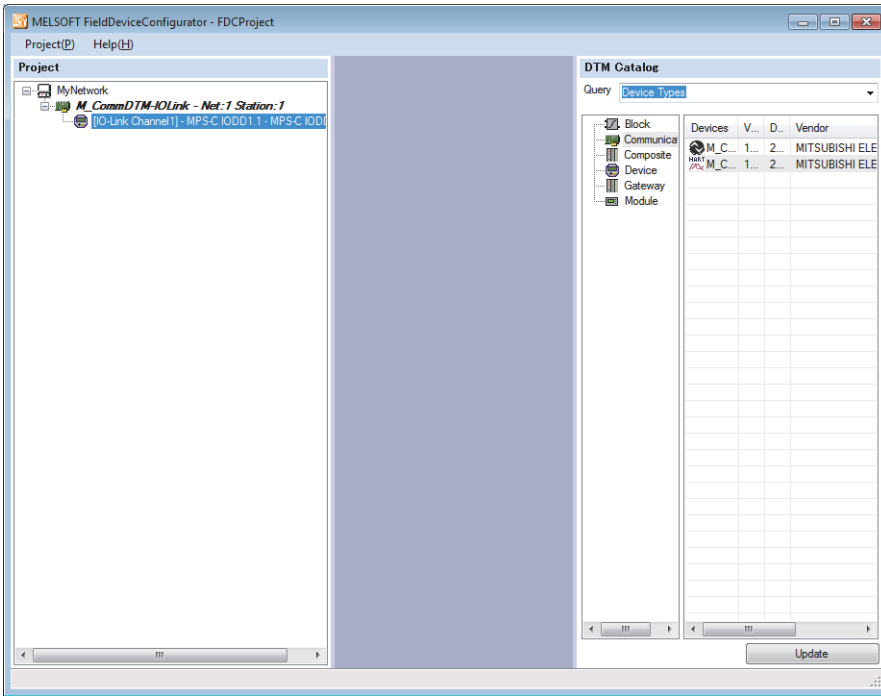 MELSOFT FieldDeviceConfigurator - FDCProject
Project(P) Help(H)
Project
MyNetwork
M_CommDTM-IOLink - Net:1 Station:1
[IO-Link Channel1] - MPS-C IODD1.1 - MPS-C IODD
DTM Catalog
Query Device Types
Block
Communica
Composite
Device
Gateway
Module
Devices V... D.. Vendor
M_C... 1... 2... MITSUBISHI ELE
HART M_C... 1... 2... MITSUBISHI ELE
Update